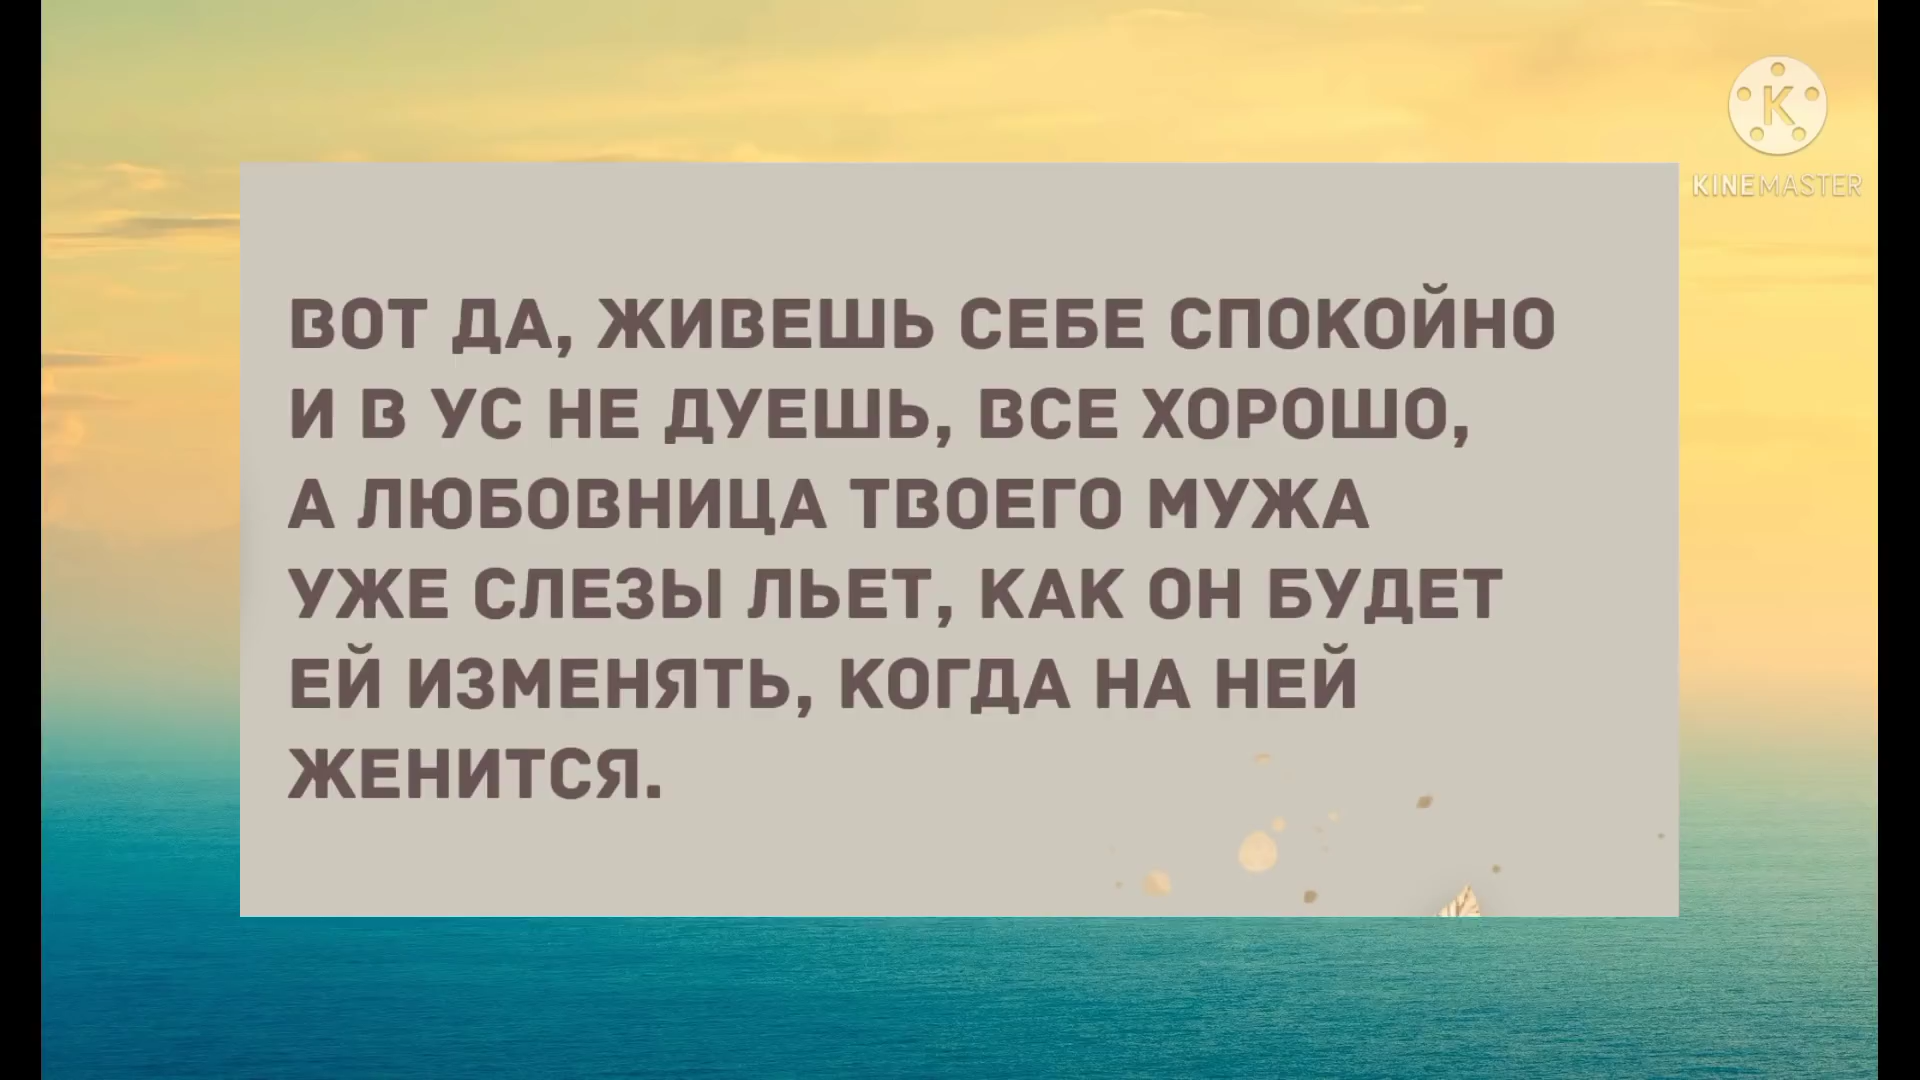 ВОТ ДА, ЖИВЕШЬ СЕБЕ СПОКОЙНО
И В УС НЕ ДУЕШЬ, ВСЕ ХОРОШО,
А ЛЮБОВНИЦА ТВОЕГО МУЖА
УЖЕ СЛЕЗЫ ЛЬЕТ, КАК ОН БУДЕТ
ЕЙ ИЗМЕНЯТЬ, КОГДА НА НЕЙ
ЖЕНИТСЯ.
K
KINEMASTER